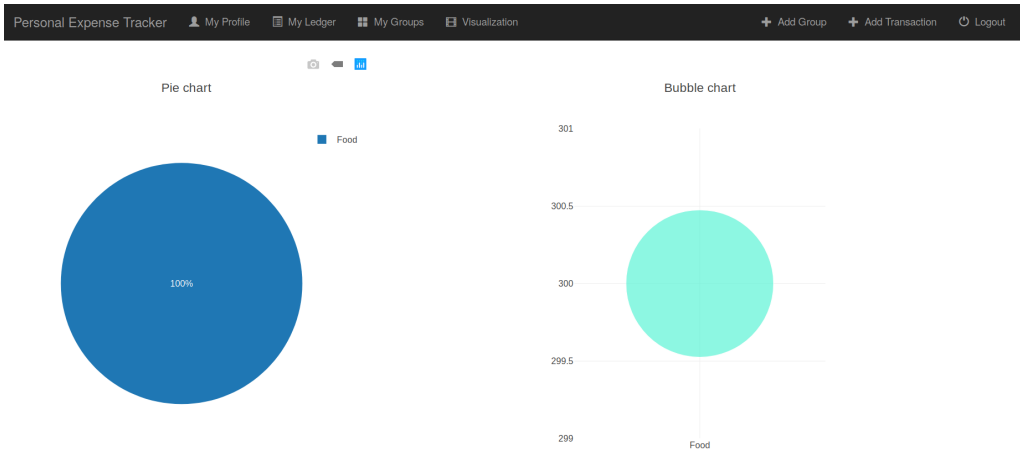 Personal Expense Tracker My Profile My Ledger My Groups Visualization Add Group Add Transaction Logout
Pie chart
Food
100%
Bubble chart
301
300.5
300
299.5
299
Food